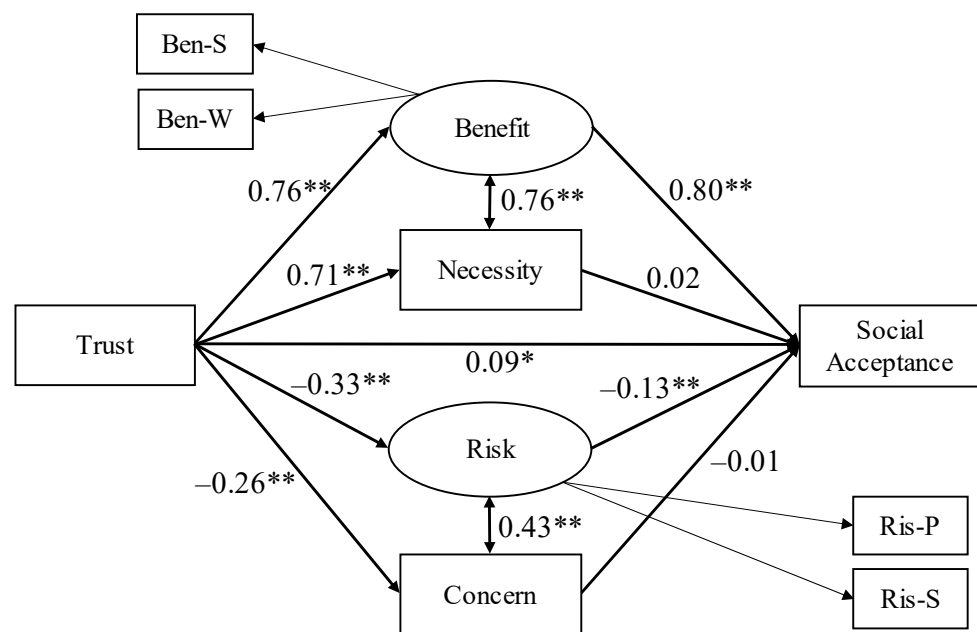 Ben-S
Ben-W
Benefit
0.76**
0.76**
0.80**
Necessity
0.71**
0.02
Trust
Social
Acceptance
0.09*
–0.33**
–0.13**
Risk
–0.26**
–0.01
0.43**
Ris-P
Concern
Ris-S